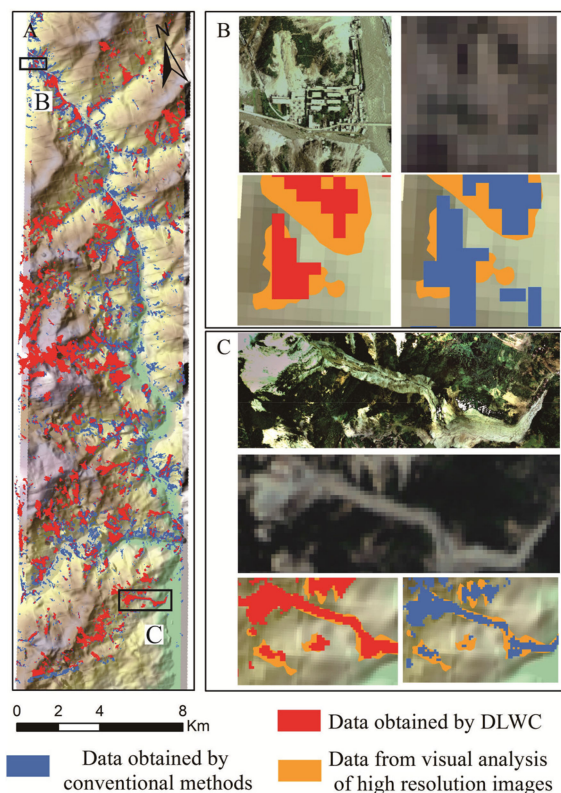 A
N
B
C
B
C
0 2 4 8
Km
Data obtained by DLWC
Data obtained by
conventional methods
Data from visual analysis
of high resolution images